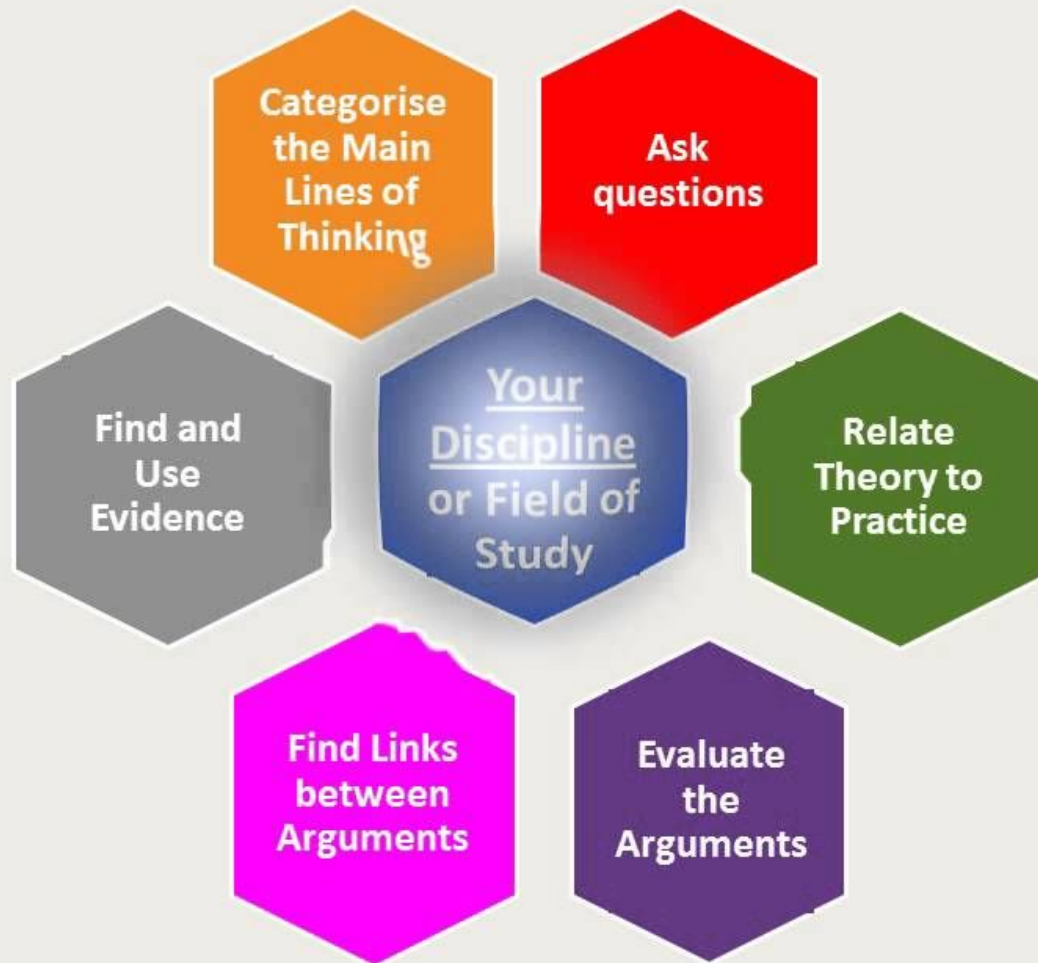 Categorise
the Main
Lines of
Thinking
Ask
questions
Find and
Use
Evidence
Your
Discipline
or Field of
Study
Relate
Theory to
Practice
Find Links
between
Arguments
Evaluate
the
Arguments